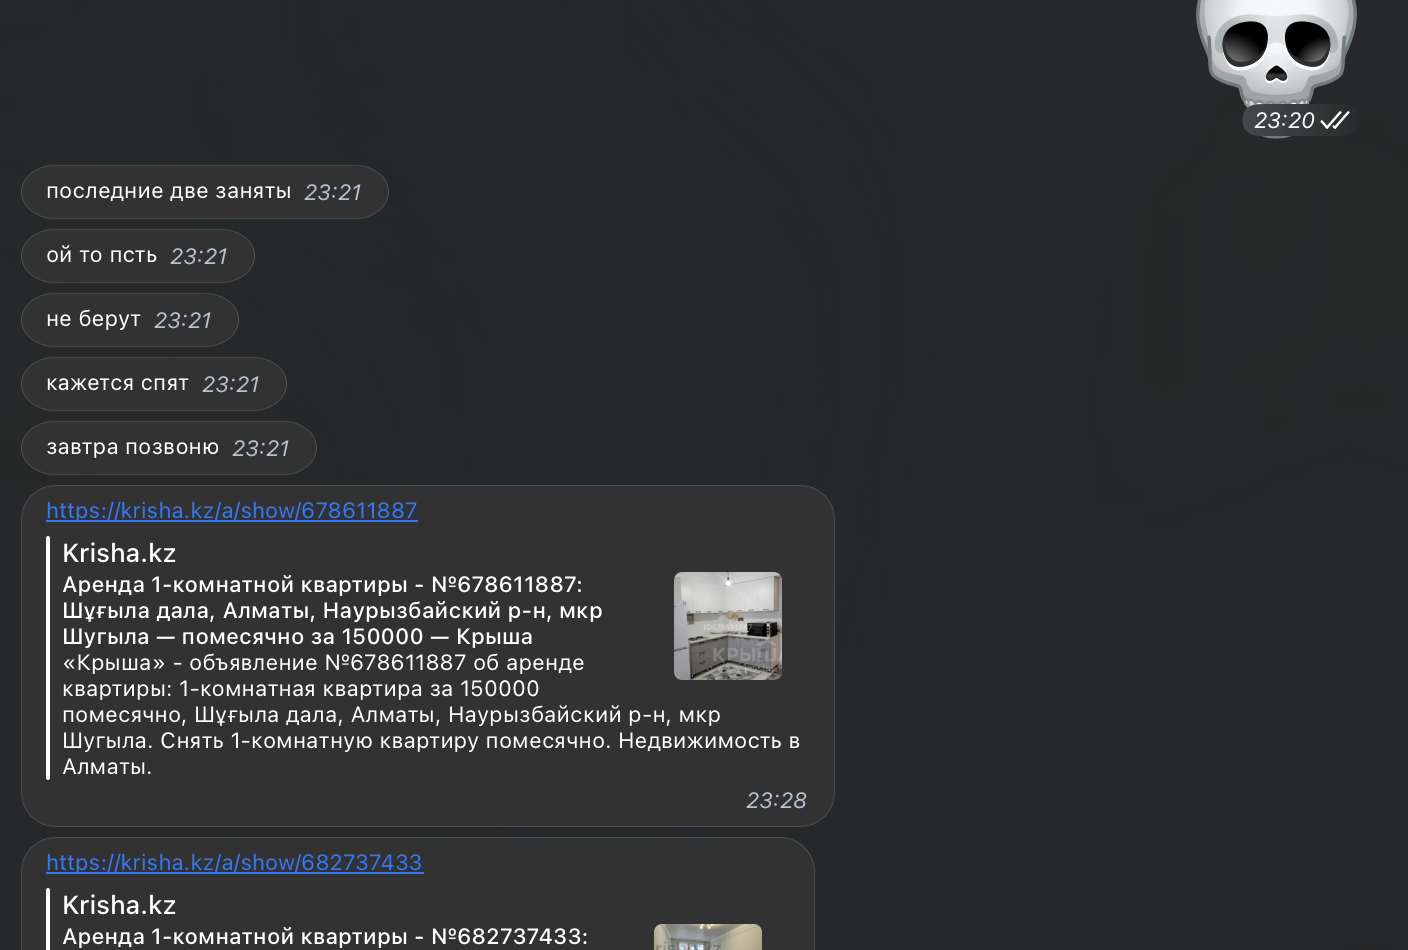 23:20
последние две заняты 23:21
ой то псть 23:21
не берут 23:21
кажется спят 23:21
завтра позвоню 23:21
https://krisha.kz/a/show/678611887
Krisha.kz
Аренда 1-комнатной квартиры - №678611887:
Шұғыла дала, Алматы, Наурызбайский р-н, мкр
Шугыла — помесячно за 150000 — Крыша
«Крыша» - объявление №678611887 об аренде
квартиры: 1-комнатная квартира за 150000
помесячно, Шұғыла дала, Алматы, Наурызбайский р-н, мкр
Шугыла. Снять 1-комнатную квартиру помесячно. Недвижимость в
Алматы.
КРЫШ
23:28
https://krisha.kz/a/show/682737433
Krisha.kz
Аренда 1-комнатной квартиры - №682737433: